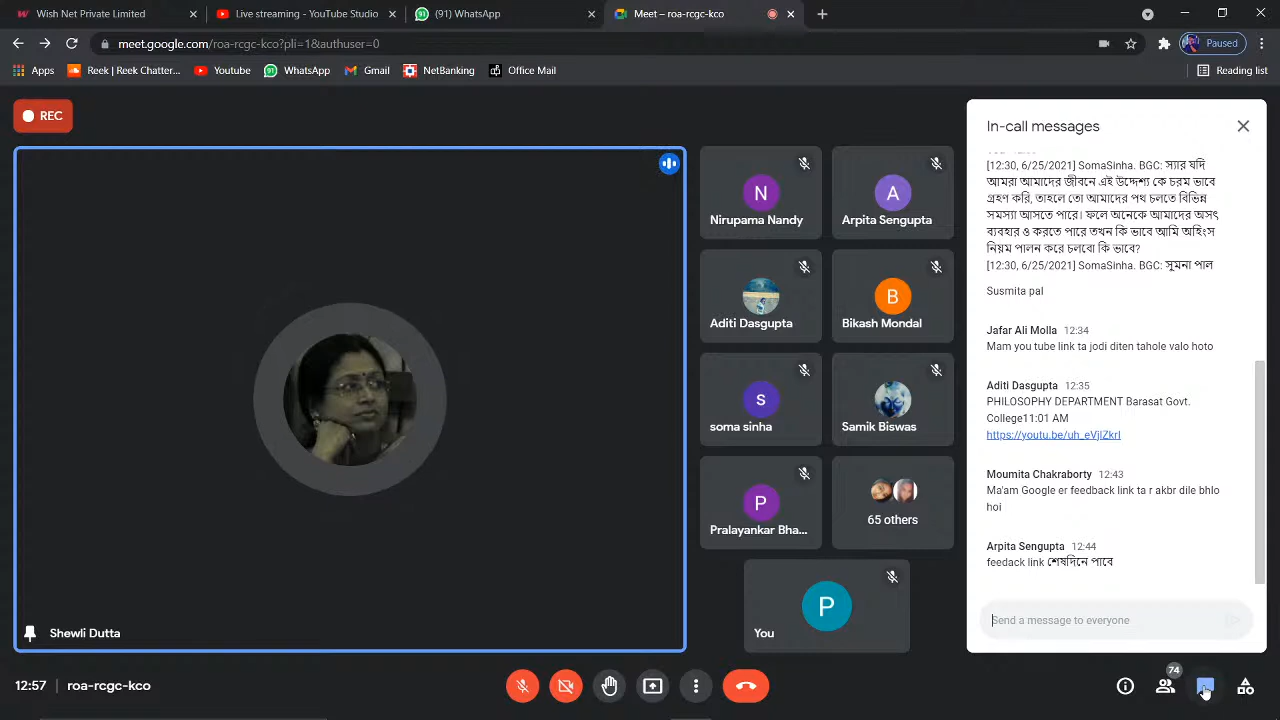 Wish Net Private Limited
Live streaming - YouTube Studio
(91) WhatsApp
Meet – roa-rcgc-kco
meet.google.com/roa-rcgc-kco?pli=1&authuser=0
Paused
Apps
Reek | Reek Chatter...
Youtube
WhatsApp
Gmail
NetBanking
Office Mail
Reading list
REC
In-call messages
[12:30, 6/25/2021] SomaSinha. BGC: স্যার যদি
আমরা আমাদের জীবনে এই উদ্দেশ্য কে চরম ভাবে
গ্রহণ করি, তাহলে তো আমাদের পথ চলতে বিভিন্ন
সমস্যা আসতে পারে। ফলে অনেকে আমাদের অসৎ
ব্যবহার ও করতে পারে তখন কি ভাবে আমি অহিংস
নিয়ম পালন করে চলবো কি ভাবে?
[12:30, 6/25/2021] SomaSinha. BGC: সুমনা পাল
Susmita pal
Jafar Ali Molla 12:34
Mam you tube link ta jodi diten tahole valo hoto
Aditi Dasgupta 12:35
PHILOSOPHY DEPARTMENT Barasat Govt.
College11:01 AM
https://youtu.be/uh_eVjlZkrI
Moumita Chakraborty 12:43
Ma'am Google er feedback link ta r akbr dile bhlo
hoi
Arpita Sengupta 12:44
feedack link শেষদিনে পাবে
Send a message to everyone
N
Nirupama Nandy
A
Arpita Sengupta
Aditi Dasgupta
B
Bikash Mondal
s
soma sinha
Samik Biswas
P
Pralayankar Bha...
65 others
P
You
Shewli Dutta
12:57
roa-rcgc-kco
74